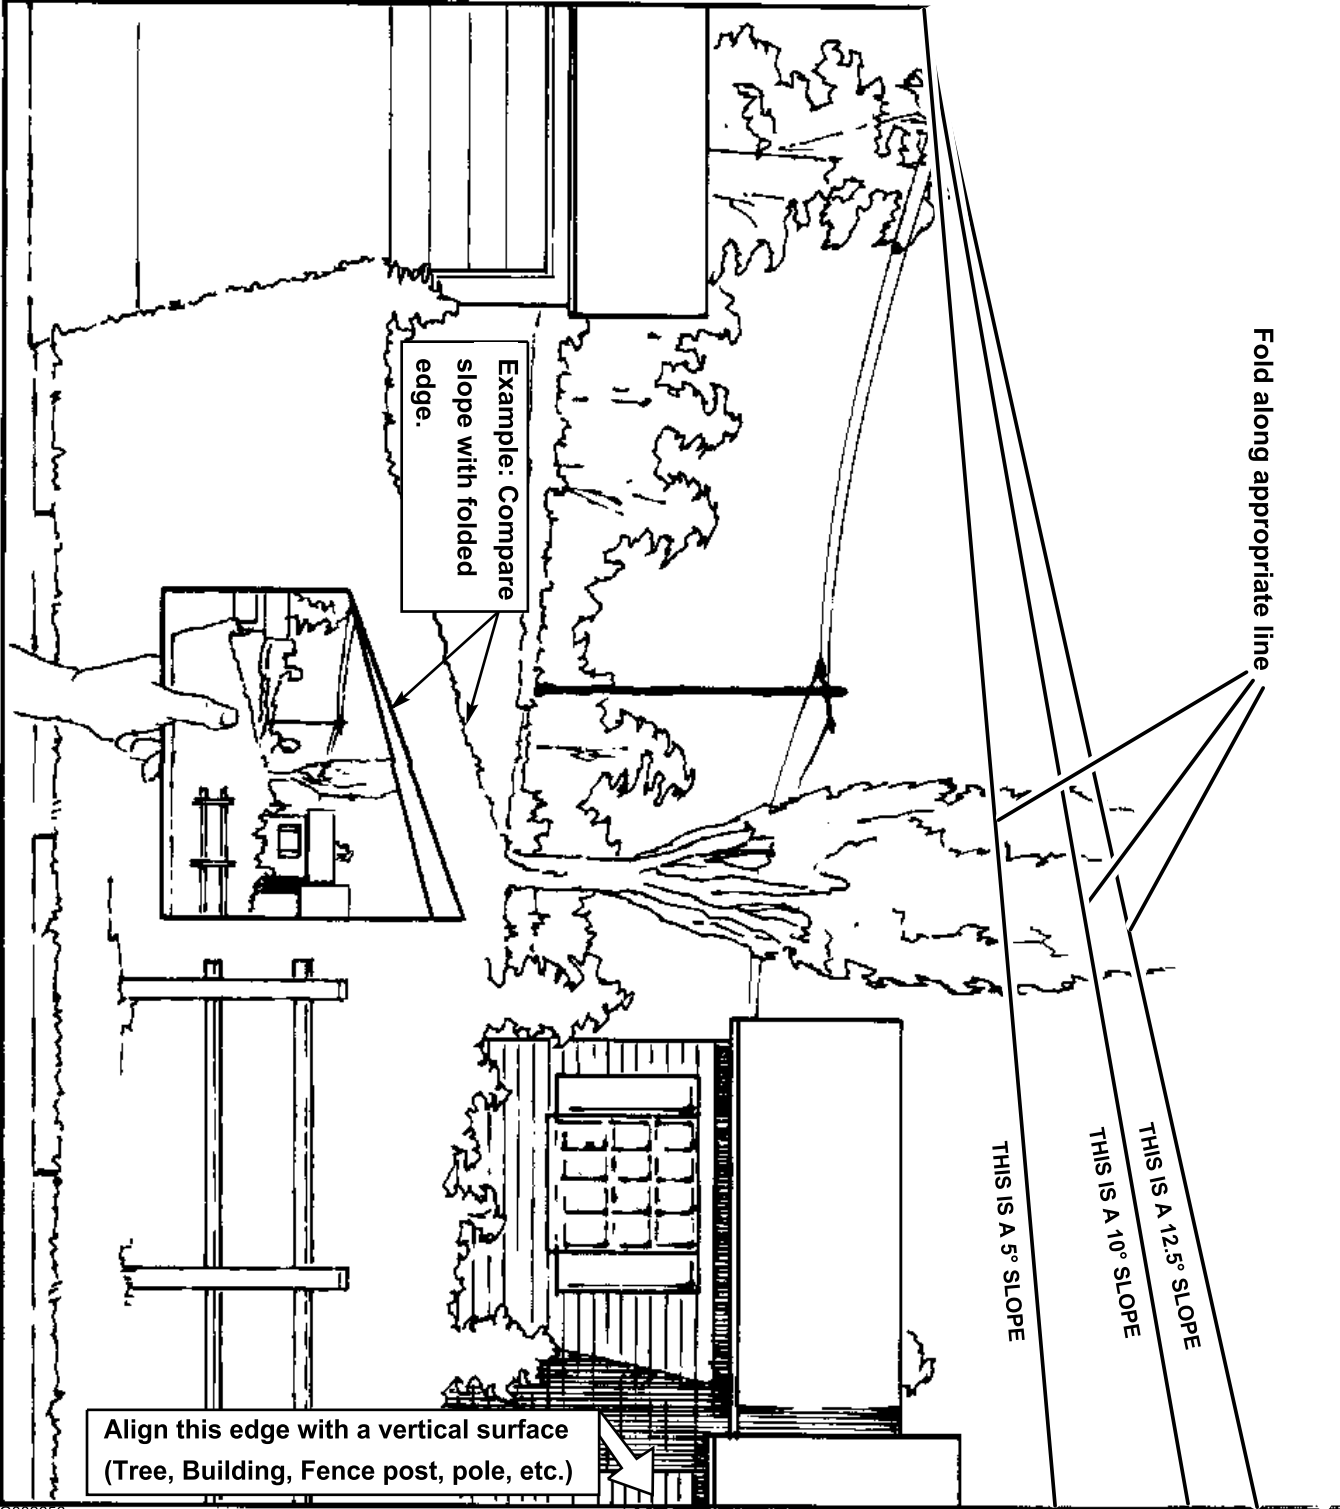 Fold along appropriate line
THIS IS A 12.5° SLOPE
THIS IS A 10° SLOPE
THIS IS A 5° SLOPE
Example: Compare
slope with folded
edge.
Align this edge with a vertical surface
(Tree, Building, Fence post, pole, etc.)